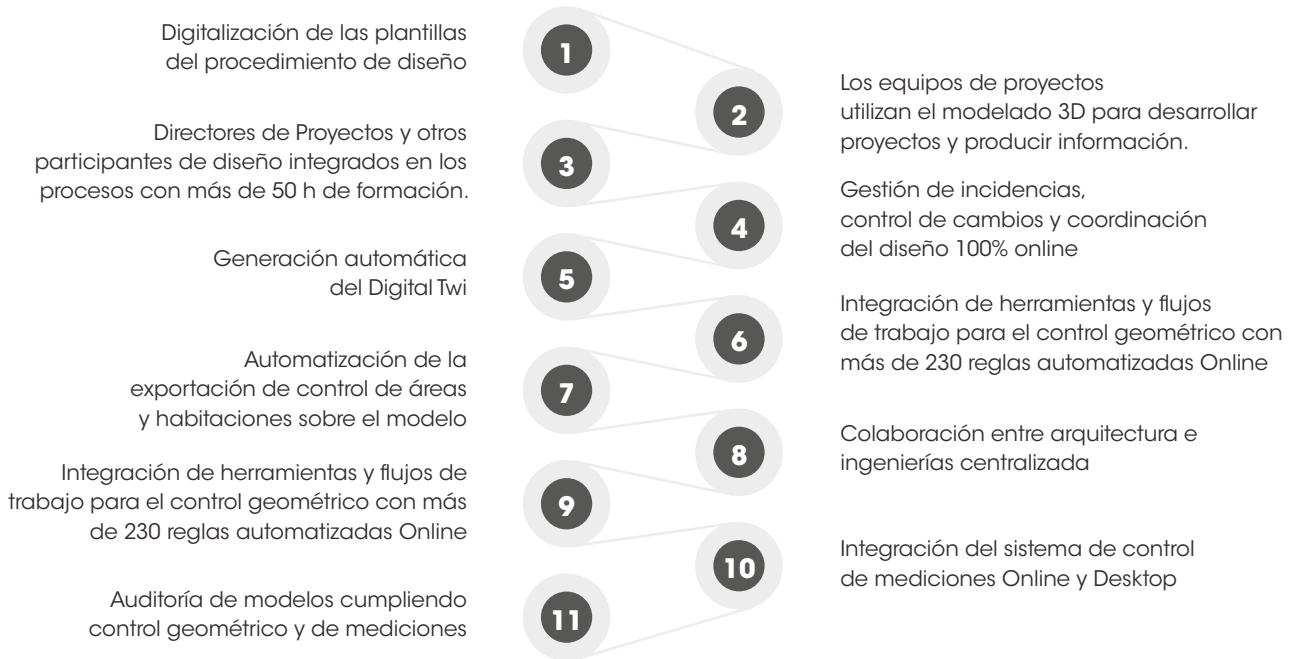 Digitalización de las plantillas
del procedimiento de diseño
1
2
Los equipos de proyectos
utilizan el modelado 3D para desarrollar
proyectos y producir información.
Directores de Proyectos y otros
participantes de diseño integrados en los
procesos con más de 50 h de formación.
3
4
Gestión de incidencias,
control de cambios y coordinación
del diseño 100% online
Generación automática
del Digital Twi
5
6
Integración de herramientas y flujos
de trabajo para el control geométrico con
más de 230 reglas automatizadas Online
Automatización de la
exportación de control de áreas
y habitaciones sobre el modelo
7
8
Colaboración entre arquitectura e
ingenierías centralizada
Integración de herramientas y flujos de
trabajo para el control geométrico con más
de 230 reglas automatizadas Online
9
10
Integración del sistema de control
de mediciones Online y Desktop
Auditoría de modelos cumpliendo
control geométrico y de mediciones
11